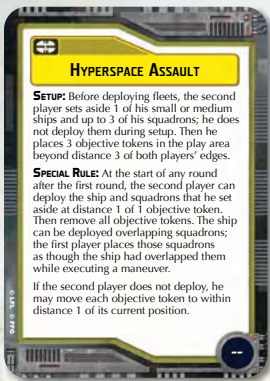 HYPERSPACE ASSAULT
SETUP: Before deploying fleets, the second
player sets aside 1 of his small or medium
ships and up to 3 of his squadrons; he does
not deploy them during setup. Then he
places 3 objective tokens in the play area
beyond distance 3 of both players' edges.
SPECIAL RULE: At the start of any round
after the first round, the second player can
deploy the ship and squadrons that he set
aside at distance 1 of 1 objective token.
Then remove all objective tokens. The ship
can be deployed overlapping squadrons;
the first player places those squadrons
as though the ship had overlapped them
while executing a maneuver.
If the second player does not deploy, he
may move each objective token to within
distance 1 of its current position.
© LFL © FFG
--